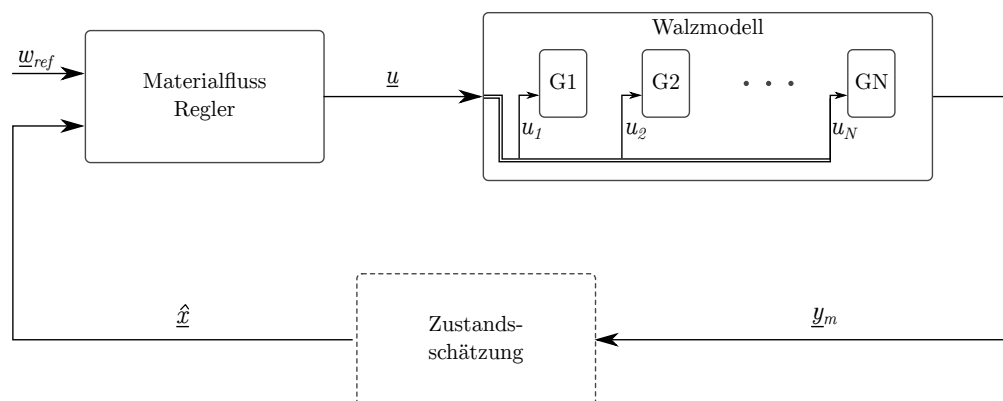 Walzmodell
w_ref
Materialfluss
Regler
u
G1
G2
. . .
GN
u_1
u_2
u_N
x̂
Zustands-
schätzung
y_m